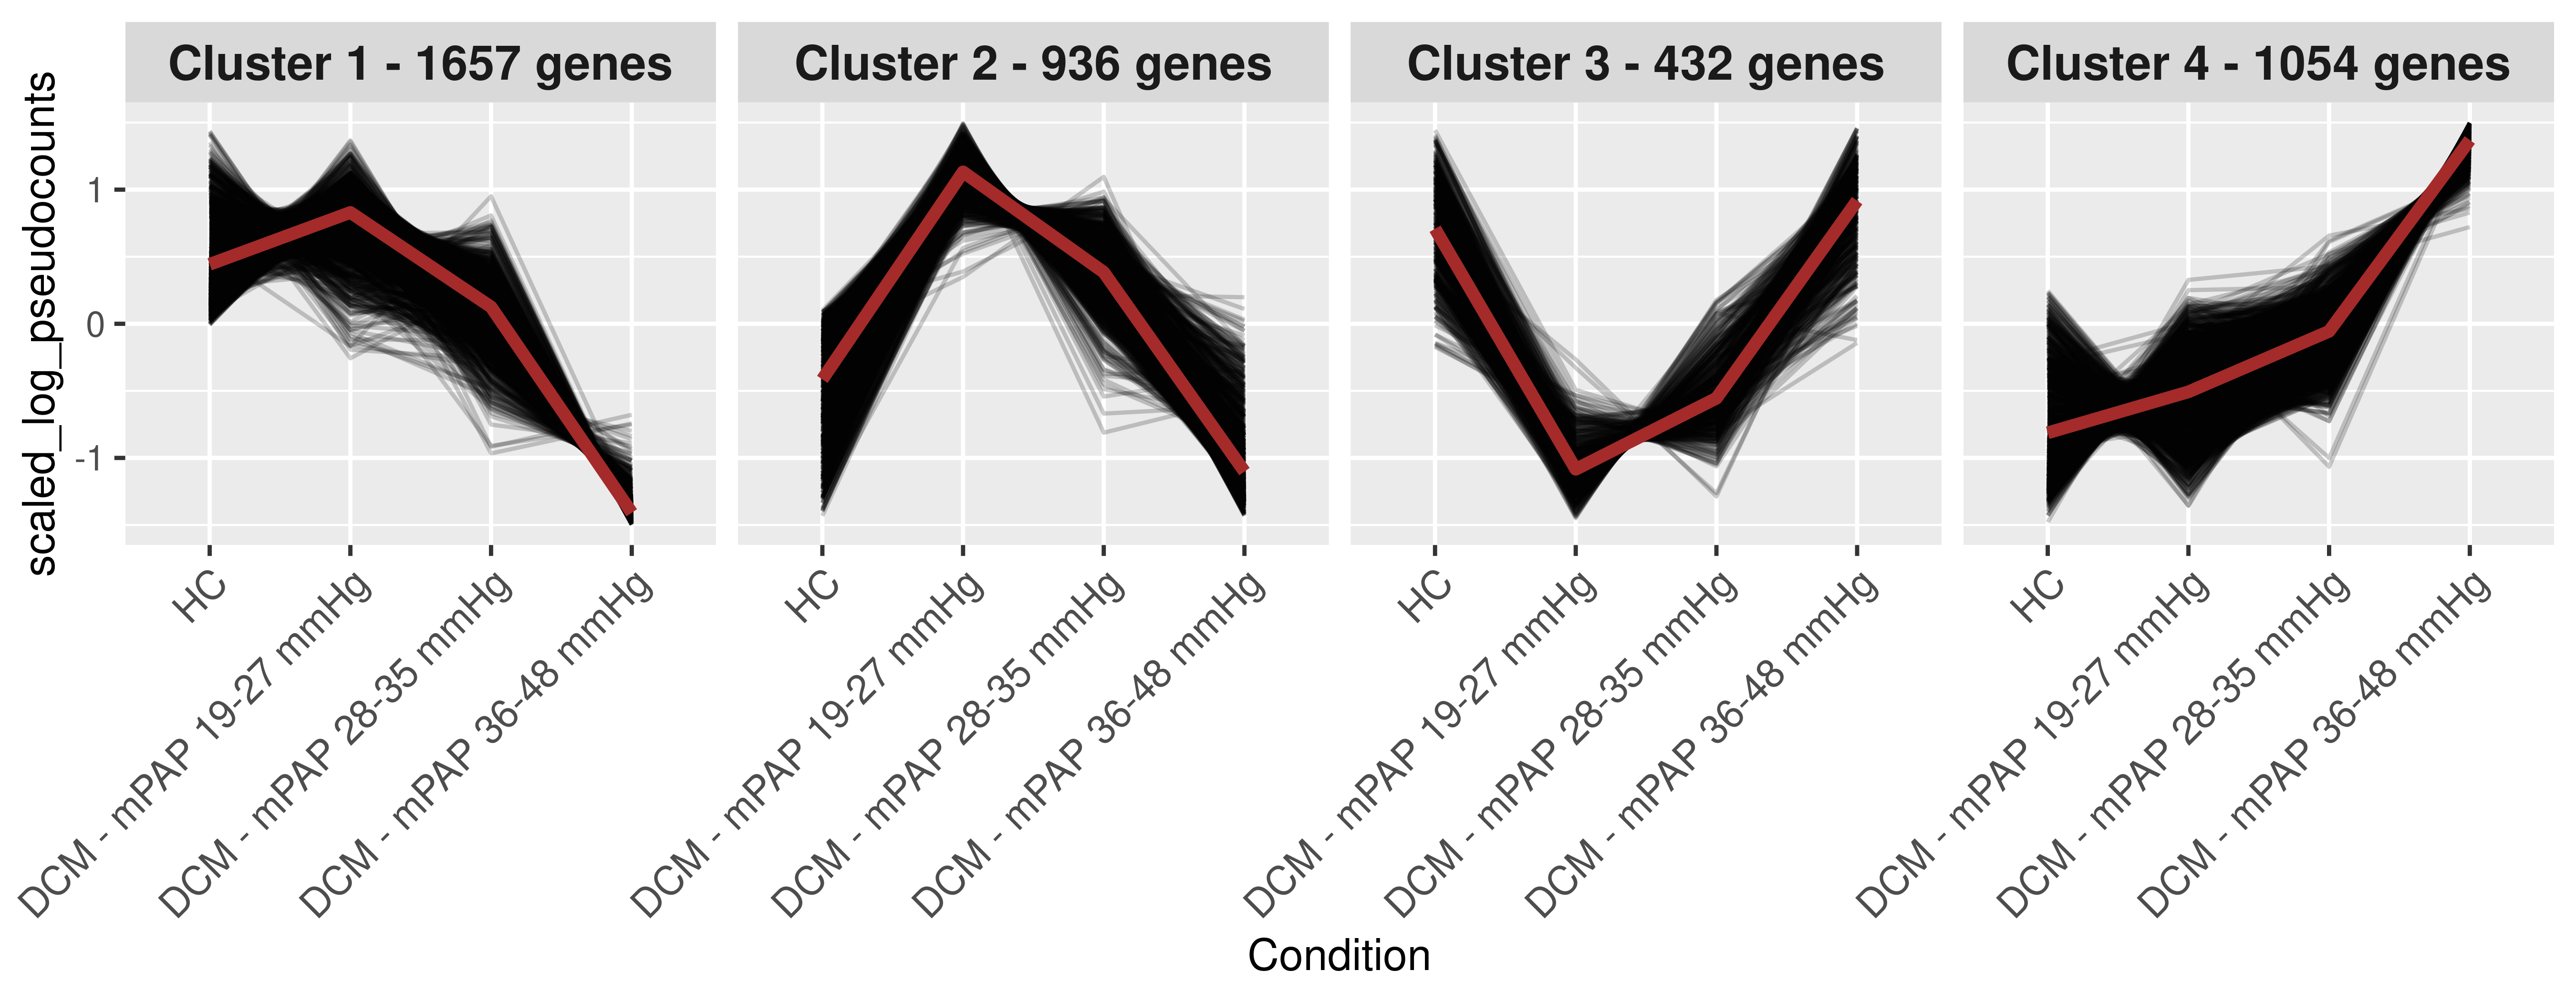 Cluster 1 - 1657 genes
Cluster 2 - 936 genes
Cluster 3 - 432 genes
Cluster 4 - 1054 genes
scaled_log_pseudocounts
1
0
-1
HC
DCM - mPAP 19-27 mmHg
DCM - mPAP 28-35 mmHg
DCM - mPAP 36-48 mmHg
HC
DCM - mPAP 19-27 mmHg
DCM - mPAP 28-35 mmHg
DCM - mPAP 36-48 mmHg
HC
DCM - mPAP 19-27 mmHg
DCM - mPAP 28-35 mmHg
DCM - mPAP 36-48 mmHg
HC
DCM - mPAP 19-27 mmHg
DCM - mPAP 28-35 mmHg
DCM - mPAP 36-48 mmHg
Condition